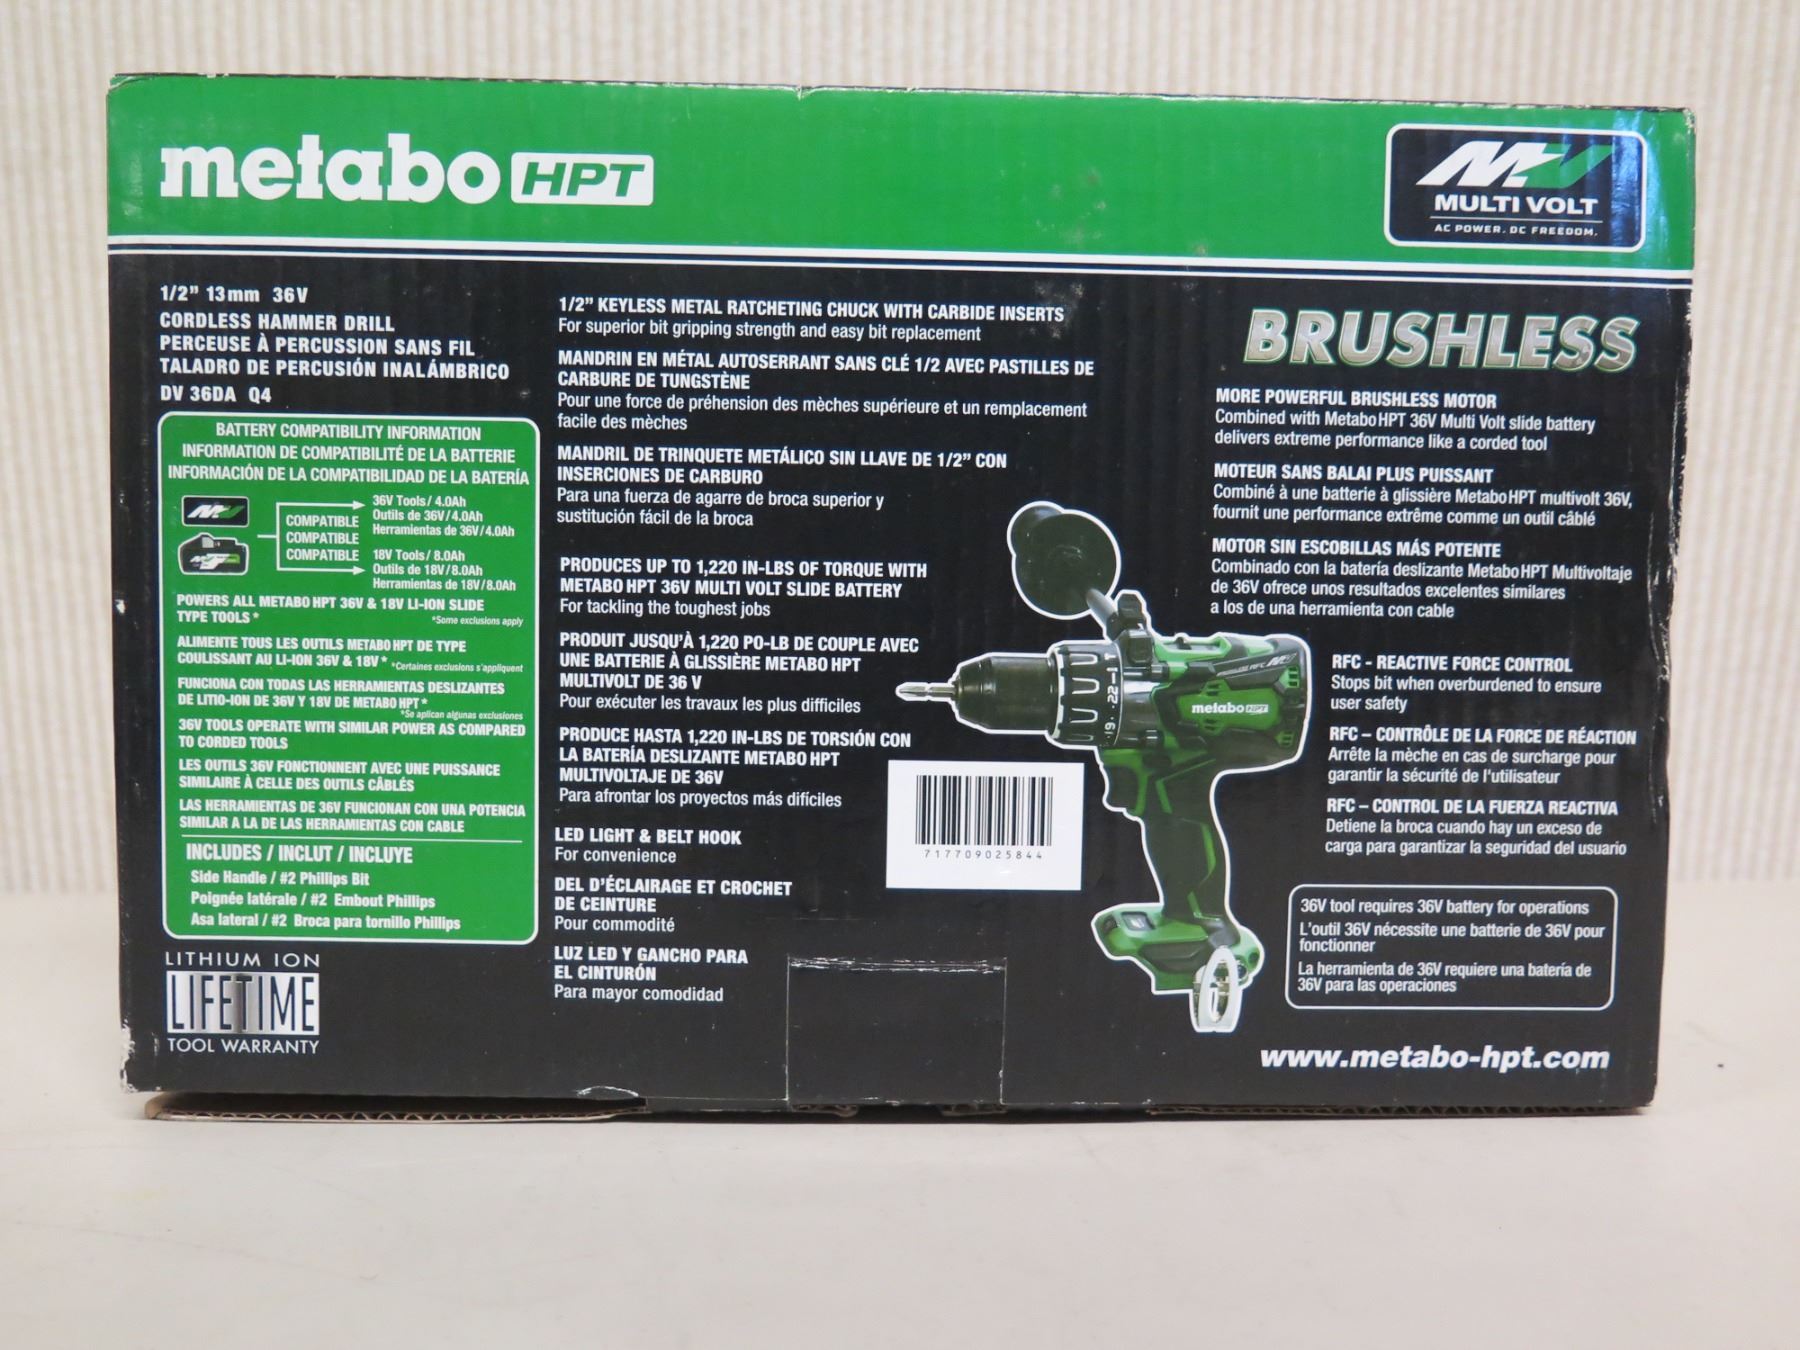 metabo HPT
MV
MULTI VOLT
AC POWER. DC FREEDOM.
1/2" 13mm 36V
CORDLESS HAMMER DRILL
PERCEUSE À PERCUSSION SANS FIL
TALADRO DE PERCUSIÓN INALÁMBRICO
DV 36DA Q4
BATTERY COMPATIBILITY INFORMATION
INFORMATION DE COMPATIBILITÉ DE LA BATTERIE
INFORMACIÓN DE LA COMPATIBILIDAD DE LA BATERÍA
MV
COMPATIBLE
COMPATIBLE
COMPATIBLE
36V Tools/ 4.0Ah
Outils de 36V/4.0Ah
Herramientas de 36V/4.0Ah
18V Tools/ 8.0Ah
Outils de 18V/8.0Ah
Herramientas de 18V/8.0Ah
POWERS ALL METABO HPT 36V & 18V LI-ION SLIDE
TYPE TOOLS * *Some exclusions apply
ALIMENTE TOUS LES OUTILS METABO HPT DE TYPE
COULISSANT AU LI-ION 36V & 18V * *Certaines exclusions s'appliquent
FUNCIONA CON TODAS LAS HERRAMIENTAS DESLIZANTES
DE LITIO-ION DE 36V Y 18V DE METABO HPT *
*Se aplican algunas exclusiones
36V TOOLS OPERATE WITH SIMILAR POWER AS COMPARED
TO CORDED TOOLS
LES OUTILS 36V FONCTIONNENT AVEC UNE PUISSANCE
SIMILAIRE À CELLE DES OUTILS CÂBLÉS
LAS HERRAMIENTAS DE 36V FUNCIONAN CON UNA POTENCIA
SIMILAR A LA DE LAS HERRAMIENTAS CON CABLE
INCLUDES / INCLUT / INCLUYE
Side Handle / #2 Phillips Bit
Poignée latérale / #2 Embout Phillips
Asa lateral / #2 Broca para tornillo Phillips
LITHIUM ION
LIFETIME
TOOL WARRANTY
1/2" KEYLESS METAL RATCHETING CHUCK WITH CARBIDE INSERTS
For superior bit gripping strength and easy bit replacement
MANDRIN EN MÉTAL AUTOSERRANT SANS CLÉ 1/2 AVEC PASTILLES DE
CARBURE DE TUNGSTÈNE
Pour une force de préhension des mèches supérieure et un remplacement
facile des mèches
MANDRIL DE TRINQUETE METÁLICO SIN LLAVE DE 1/2" CON
INSERCIONES DE CARBURO
Para una fuerza de agarre de broca superior y
sustitución fácil de la broca
PRODUCES UP TO 1,220 IN-LBS OF TORQUE WITH
METABO HPT 36V MULTI VOLT SLIDE BATTERY
For tackling the toughest jobs
PRODUIT JUSQU'À 1,220 PO-LB DE COUPLE AVEC
UNE BATTERIE À GLISSIÈRE METABO HPT
MULTIVOLT DE 36 V
Pour exécuter les travaux les plus difficiles
PRODUCE HASTA 1,220 IN-LBS DE TORSIÓN CON
LA BATERÍA DESLIZANTE METABO HPT
MULTIVOLTAJE DE 36V
Para afrontar los proyectos más difíciles
LED LIGHT & BELT HOOK
For convenience
DEL D'ÉCLAIRAGE ET CROCHET
DE CEINTURE
Pour commodité
LUZ LED Y GANCHO PARA
EL CINTURÓN
Para mayor comodidad
717709025844
19 · 22
metabo HPT
BRUSHLESS
MORE POWERFUL BRUSHLESS MOTOR
Combined with Metabo HPT 36V Multi Volt slide battery
delivers extreme performance like a corded tool
MOTEUR SANS BALAI PLUS PUISSANT
Combiné à une batterie à glissière Metabo HPT multivolt 36V,
fournit une performance extrême comme un outil câblé
MOTOR SIN ESCOBILLAS MÁS POTENTE
Combinado con la batería deslizante Metabo HPT Multivoltaje
de 36V ofrece unos resultados excelentes similares
a los de una herramienta con cable
RFC - REACTIVE FORCE CONTROL
Stops bit when overburdened to ensure
user safety
RFC – CONTRÔLE DE LA FORCE DE RÉACTION
Arrête la mèche en cas de surcharge pour
garantir la sécurité de l'utilisateur
RFC – CONTROL DE LA FUERZA REACTIVA
Detiene la broca cuando hay un exceso de
carga para garantizar la seguridad del usuario
36V tool requires 36V battery for operations
L'outil 36V nécessite une batterie de 36V pour
fonctionner
La herramienta de 36V requiere una batería de
36V para las operaciones
www.metabo-hpt.com